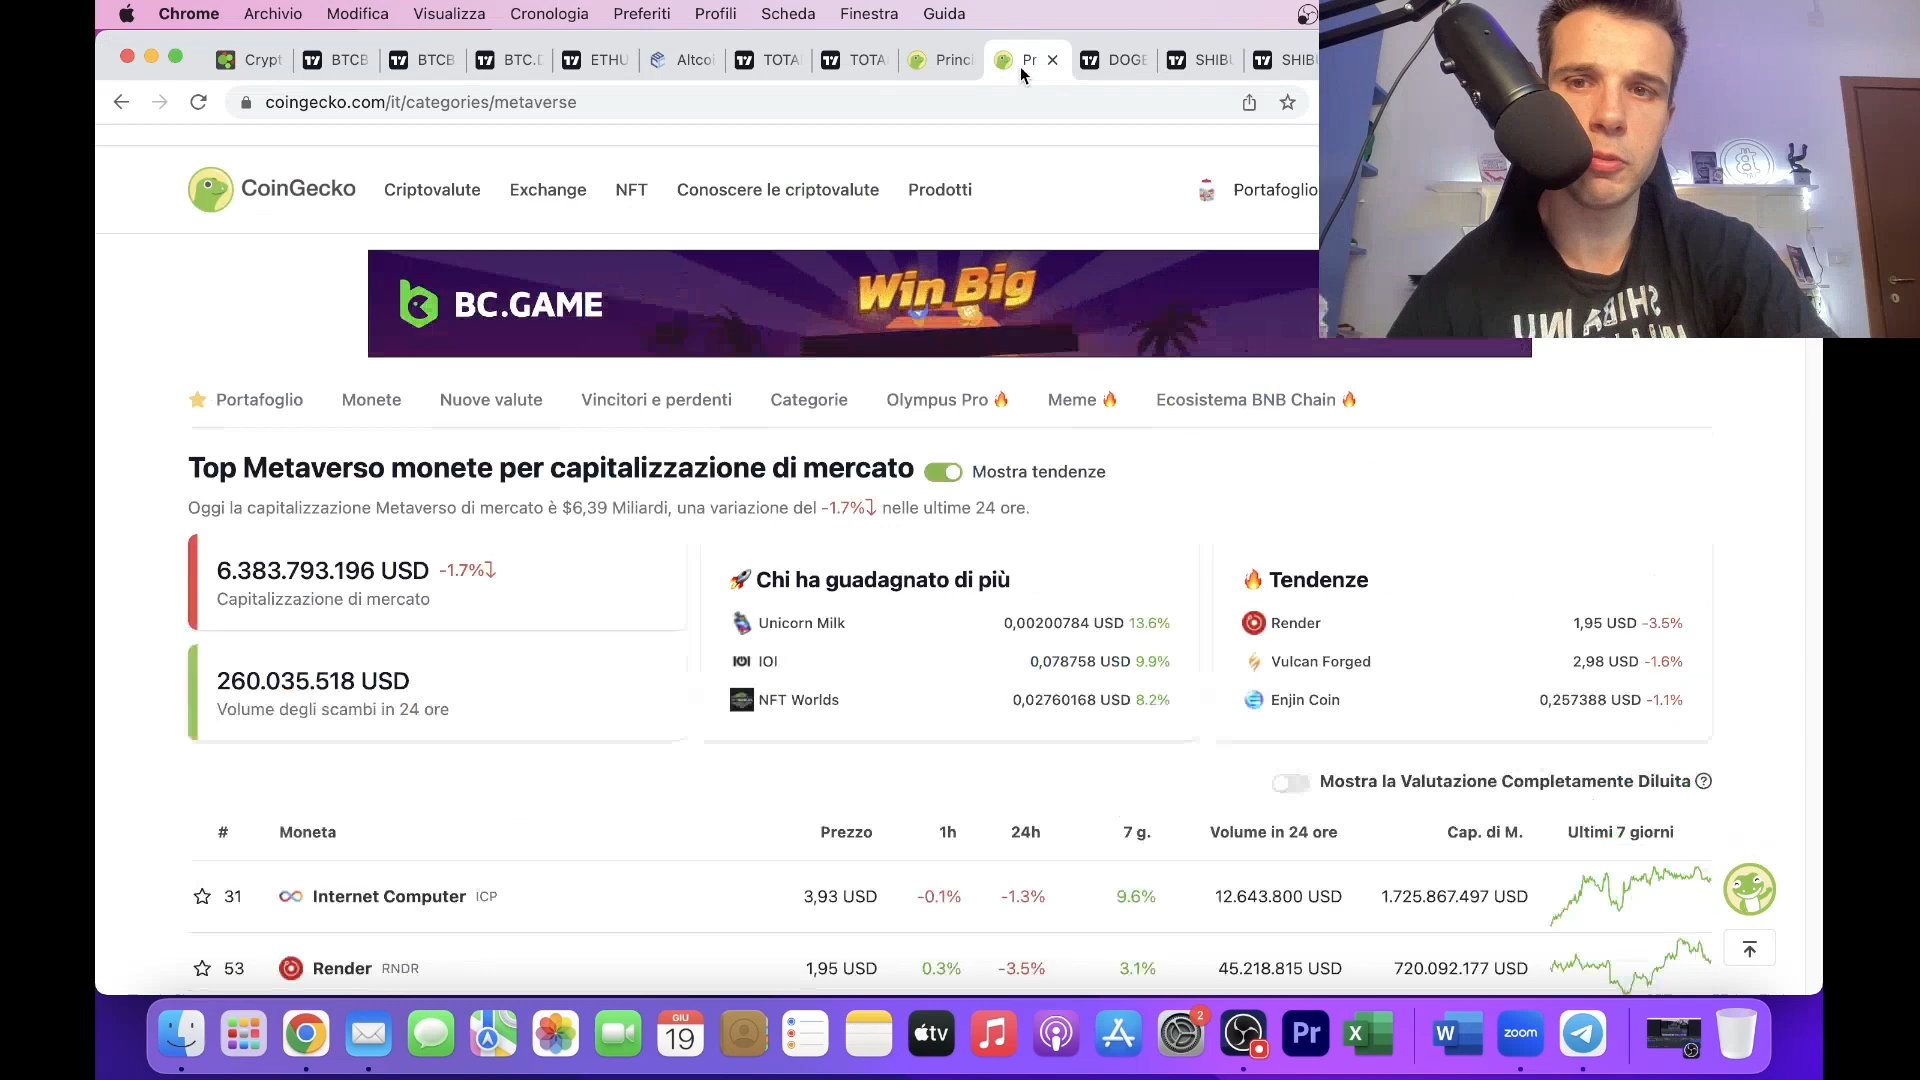 Chrome Archivio Modifica Visualizza Cronologia Preferiti Profili Scheda Finestra Guida
Crypt BTCB BTCB BTC.D ETHU Altcoi TOTA TOTA Princi Pr DOGE SHIBU SHIBU
coingecko.com/it/categories/metaverse
CoinGecko Criptovalute Exchange NFT Conoscere le criptovalute Prodotti Portafoglio
BC.GAME Win Big
SHIBA INU
Portafoglio Monete Nuove valute Vincitori e perdenti Categorie Olympus Pro Meme Ecosistema BNB Chain
Top Metaverso monete per capitalizzazione di mercato Mostra tendenze
Oggi la capitalizzazione Metaverso di mercato è $6,39 Miliardi, una variazione del -1.7% nelle ultime 24 ore.
6.383.793.196 USD -1.7%
Capitalizzazione di mercato
260.035.518 USD
Volume degli scambi in 24 ore
Chi ha guadagnato di più
Unicorn Milk 0,00200784 USD 13.6%
IOI 0,078758 USD 9.9%
NFT Worlds 0,02760168 USD 8.2%
Tendenze
Render 1,95 USD -3.5%
Vulcan Forged 2,98 USD -1.6%
Enjin Coin 0,257388 USD -1.1%
Mostra la Valutazione Completamente Diluita
# Moneta Prezzo 1h 24h 7 g. Volume in 24 ore Cap. di M. Ultimi 7 giorni
31 Internet Computer ICP 3,93 USD -0.1% -1.3% 9.6% 12.643.800 USD 1.725.867.497 USD
53 Render RNDR 1,95 USD 0.3% -3.5% 3.1% 45.218.815 USD 720.092.177 USD
GIU
19
tv
2
Pr
X
W
zoom